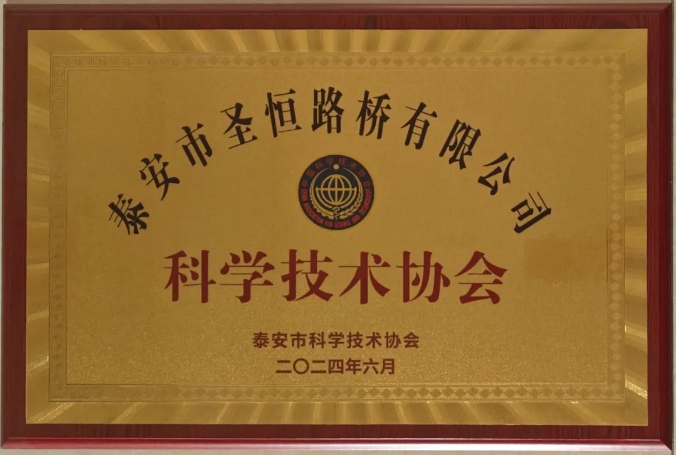 泰安市圣恒路桥有限公司
科学技术协会
泰安市科学技术协会
二〇二四年六月